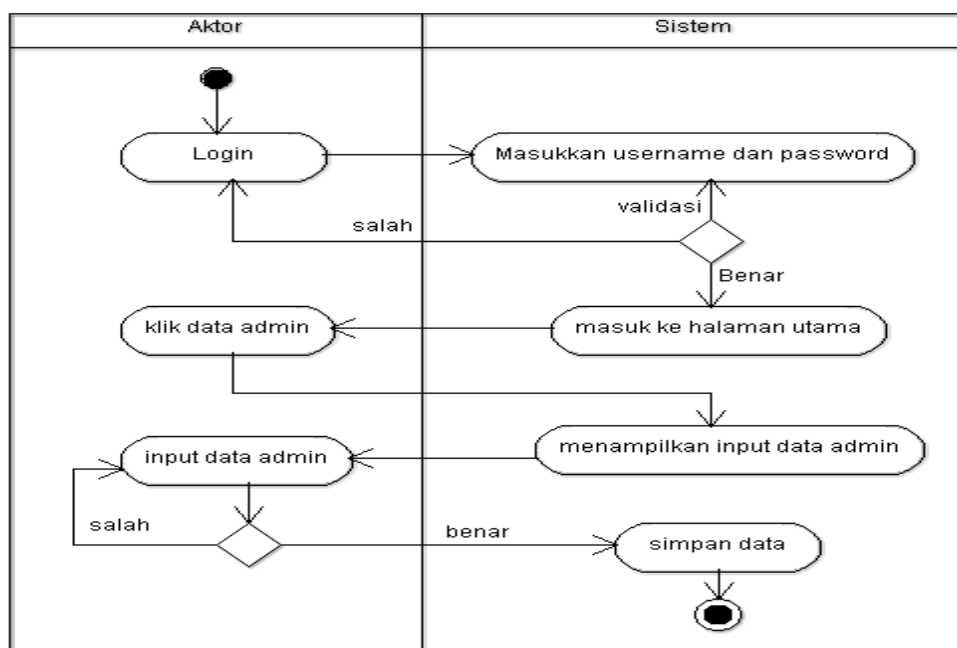 Aktor
Sistem
Login
Masukkan username dan password
validasi
salah
Benar
klik data admin
masuk ke halaman utama
input data admin
menampilkan input data admin
salah
benar
simpan data